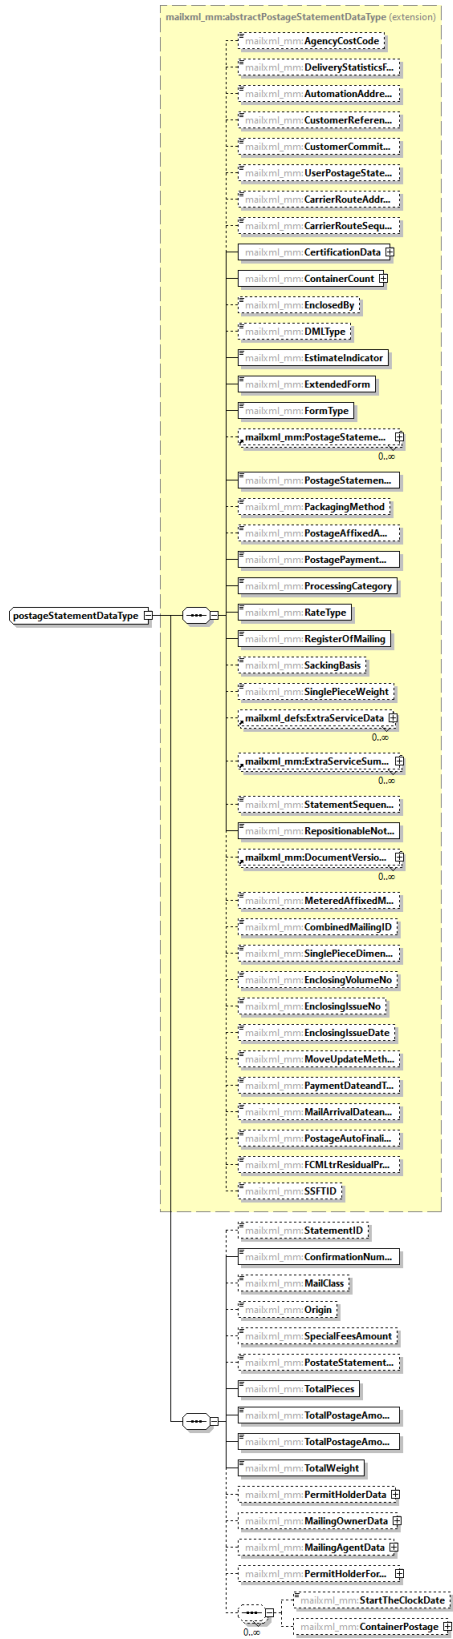 mailxml_mm:abstractPostageStatementDataType (extension)
mailxml_mm:AgencyCostCode
mailxml_mm:DeliveryStatisticsF...
mailxml_mm:AutomationAddre...
mailxml_mm:CustomerReferen...
mailxml_mm:CustomerCommit...
mailxml_mm:UserPostageState...
mailxml_mm:CarrierRouteAddr...
mailxml_mm:CarrierRouteSequ...
mailxml_mm:CertificationData
mailxml_mm:ContainerCount
mailxml_mm:EnclosedBy
mailxml_mm:DMLType
mailxml_mm:EstimateIndicator
mailxml_mm:ExtendedForm
mailxml_mm:FormType
mailxml_mm:PostageStateme...
0..∞
mailxml_mm:PostageStatemen...
mailxml_mm:PackagingMethod
mailxml_mm:PostageAffixedA...
mailxml_mm:PostagePayment...
mailxml_mm:ProcessingCategory
postageStatementDataType
mailxml_mm:RateType
mailxml_mm:RegisterOfMailing
mailxml_mm:SackingBasis
mailxml_mm:SinglePieceWeight
mailxml_defs:ExtraServiceData
0..∞
mailxml_mm:ExtraServiceSum...
0..∞
mailxml_mm:StatementSequen...
mailxml_mm:RepositionableNot...
mailxml_mm:DocumentVersio...
0..∞
mailxml_mm:MeteredAffixedM...
mailxml_mm:CombinedMailingID
mailxml_mm:SinglePieceDimen...
mailxml_mm:EnclosingVolumeNo
mailxml_mm:EnclosingIssueNo
mailxml_mm:EnclosingIssueDate
mailxml_mm:MoveUpdateMeth...
mailxml_mm:PaymentDateandT...
mailxml_mm:MailArrivalDatean...
mailxml_mm:PostageAutoFinali...
mailxml_mm:FCMLtrResidualPr...
mailxml_mm:SSFTID
mailxml_mm:StatementID
mailxml_mm:ConfirmationNum...
mailxml_mm:MailClass
mailxml_mm:Origin
mailxml_mm:SpecialFeesAmount
mailxml_mm:PostateStatement...
mailxml_mm:TotalPieces
mailxml_mm:TotalPostageAmo...
mailxml_mm:TotalPostageAmo...
mailxml_mm:TotalWeight
mailxml_mm:PermitHolderData
mailxml_mm:MailingOwnerData
mailxml_mm:MailingAgentData
mailxml_mm:PermitHolderFor...
mailxml_mm:StartTheClockDate
0..∞
mailxml_mm:ContainerPostage